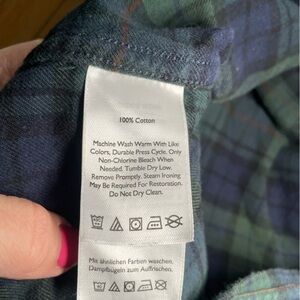 100% Cotton
Machine Wash Warm With Like
Colors, Durable Press Cycle. Only
Non-Chlorine Bleach When
Needed. Tumble Dry Low.
Remove Promptly. Steam Ironing
May Be Required For Restoration.
Do Not Dry Clean.
Mit ähnlichen Farben waschen.
Dampfbügeln zum Auffrischen.